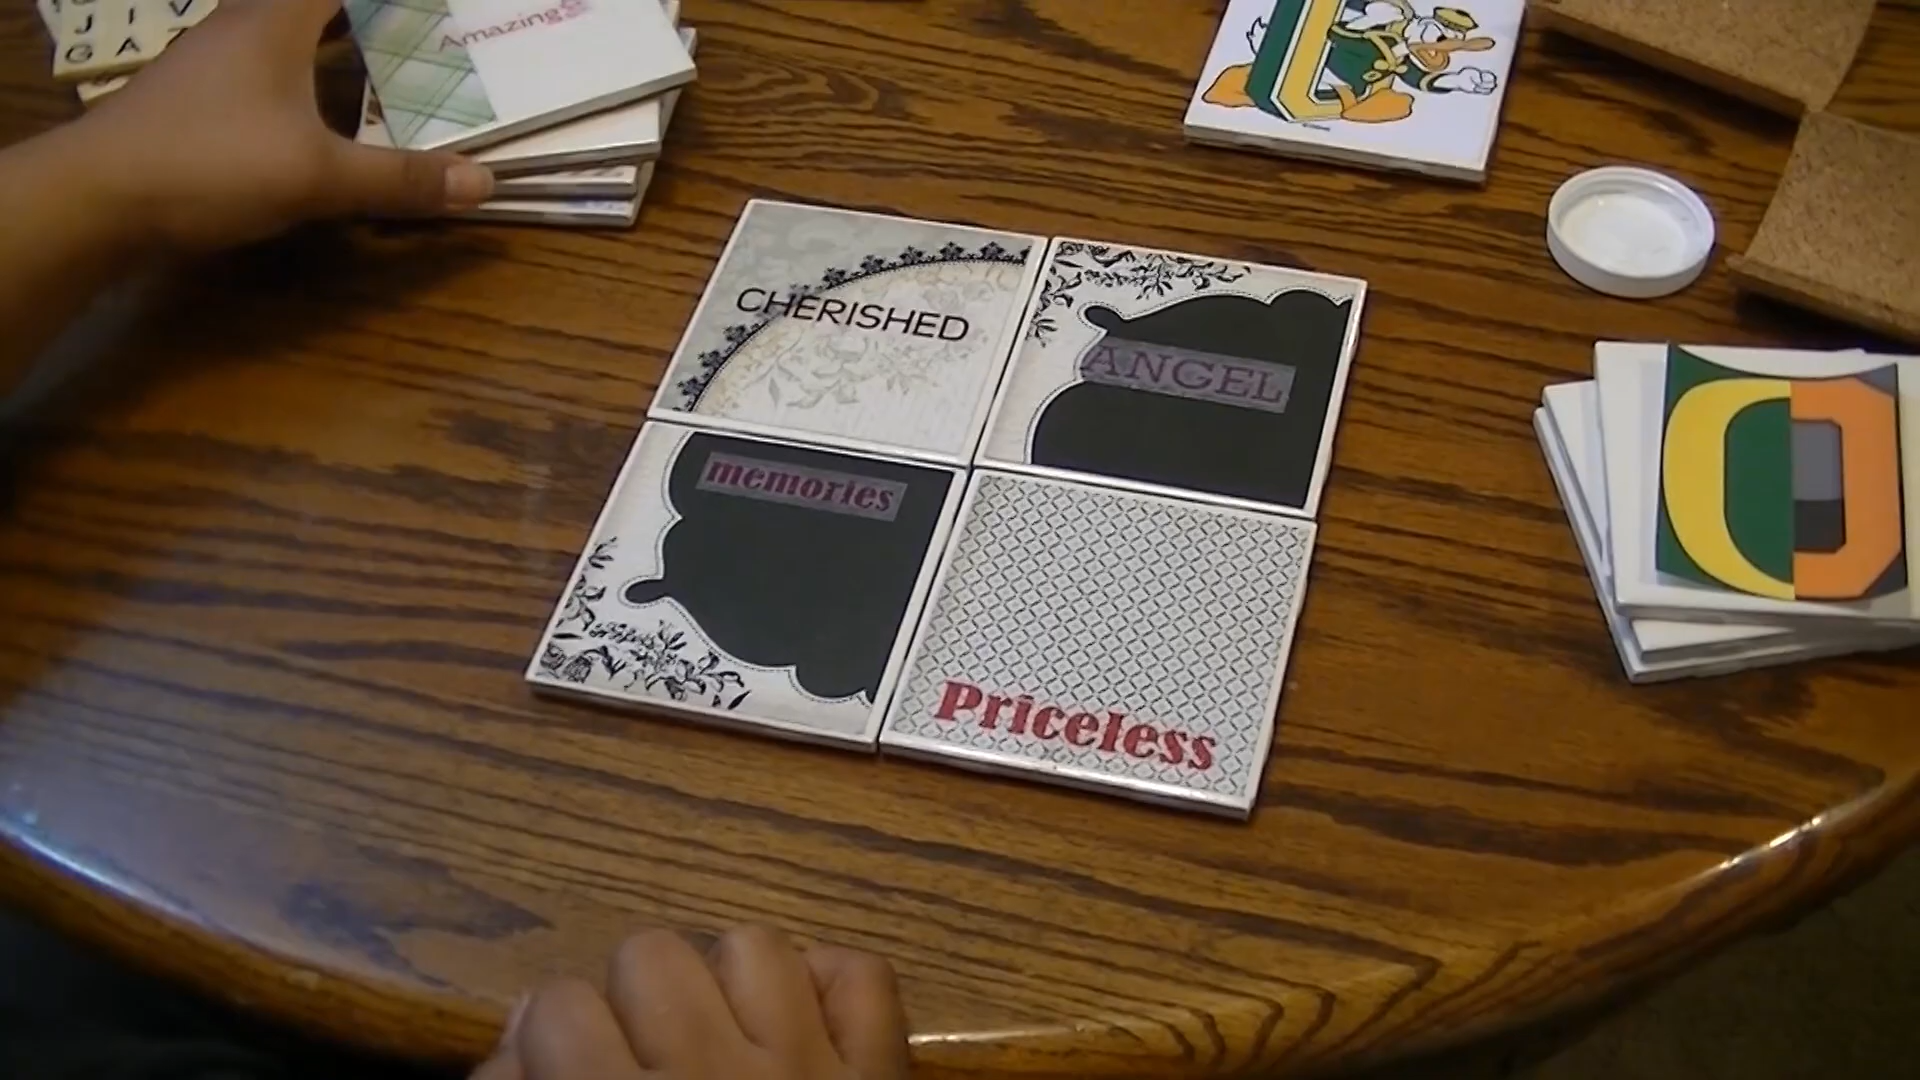 J I V
G A
Amazing
CHERISHED
ANGEL
memories
Priceless